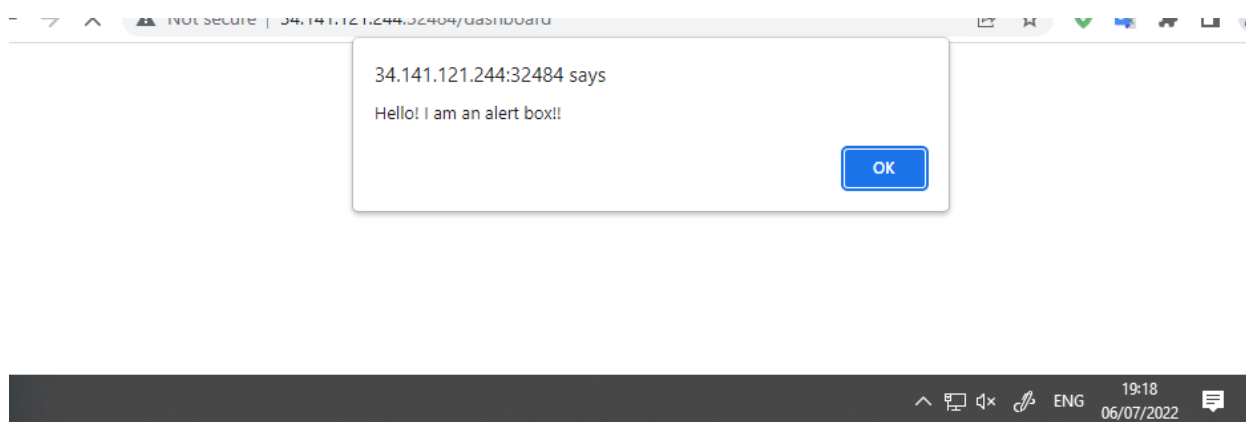 Not secure | 34.141.121.244:32484/dashboard
34.141.121.244:32484 says
Hello! I am an alert box!!
OK
ENG
19:18
06/07/2022